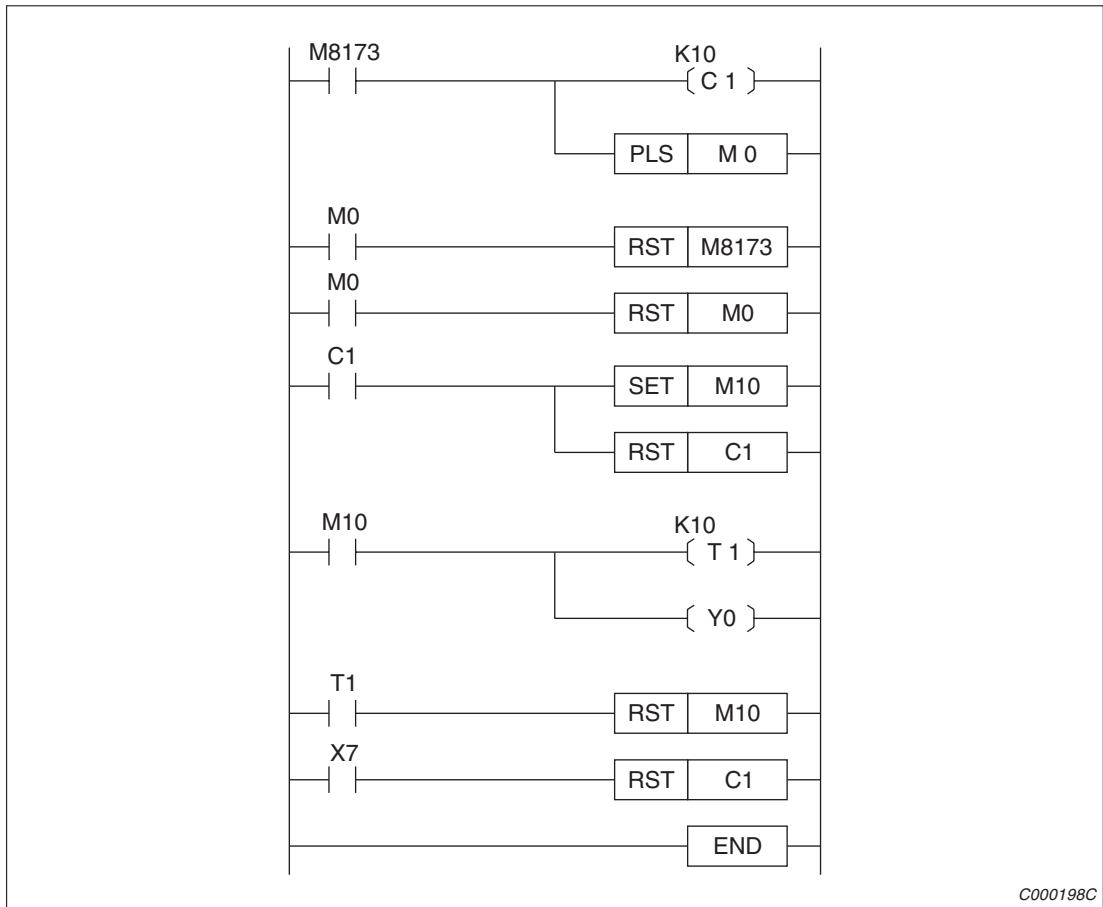 M8173 K10
C 1
PLS M 0
M0
RST M8173
M0
RST M0
C1
SET M10
RST C1
M10 K10
T 1
Y0
T1
RST M10
X7
RST C1
END
C000198C